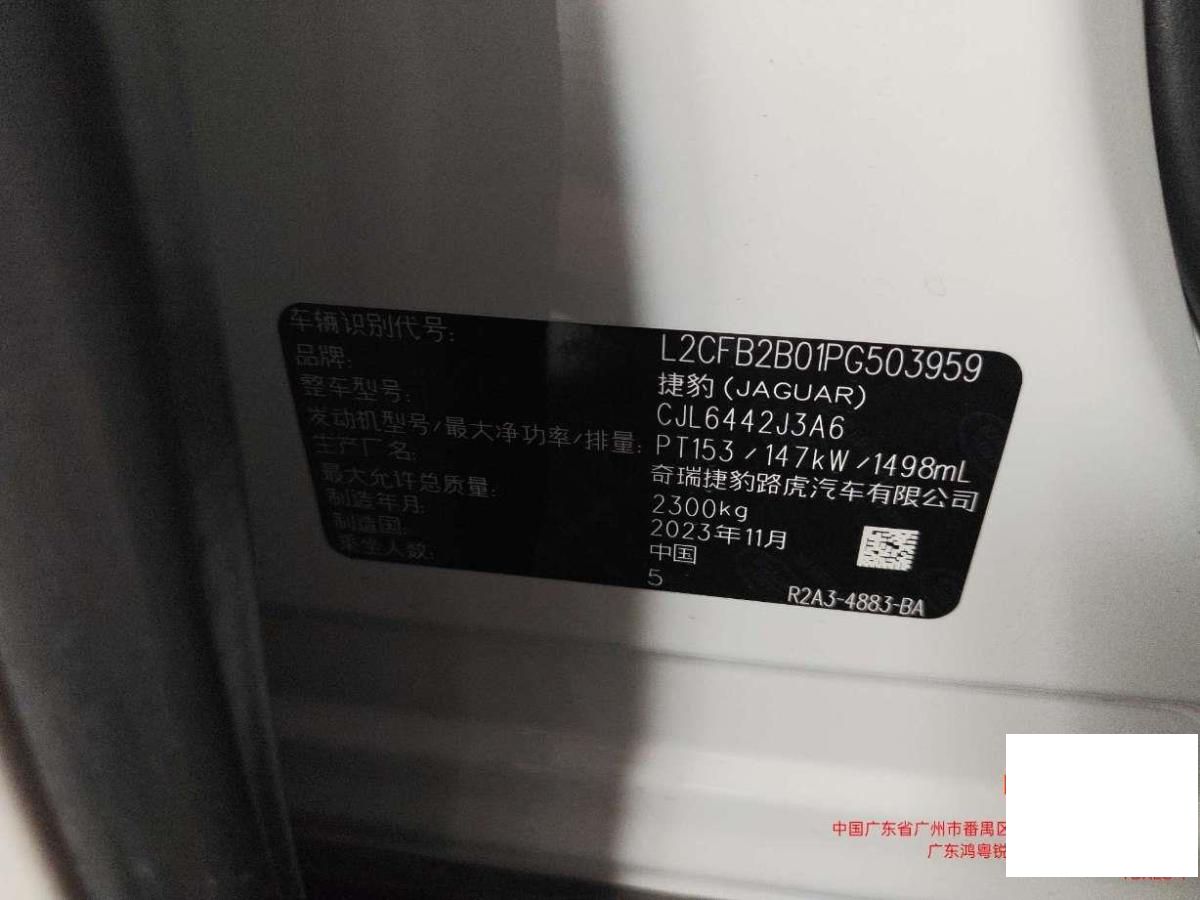 车辆识别代号: L2CFB2B01PG503959
品牌: 捷豹(JAGUAR)
整车型号: CJL6442J3A6
发动机型号/最大净功率/排量: PT153/147kW/1498mL
生产厂名: 奇瑞捷豹路虎汽车有限公司
最大允许总质量: 2300kg
制造年月: 2023年11月
制造国: 中国
乘坐人数: 5
R2A3-4883-BA
中国广东省广州市番禺区
广东鸿粤锐